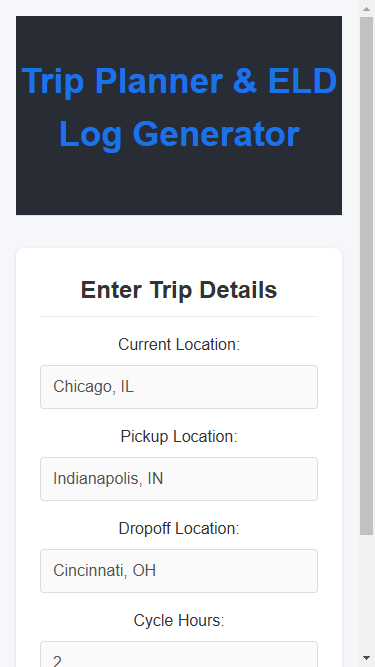 Trip Planner & ELD
Log Generator
Enter Trip Details
Current Location:
Chicago, IL
Pickup Location:
Indianapolis, IN
Dropoff Location:
Cincinnati, OH
Cycle Hours:
2